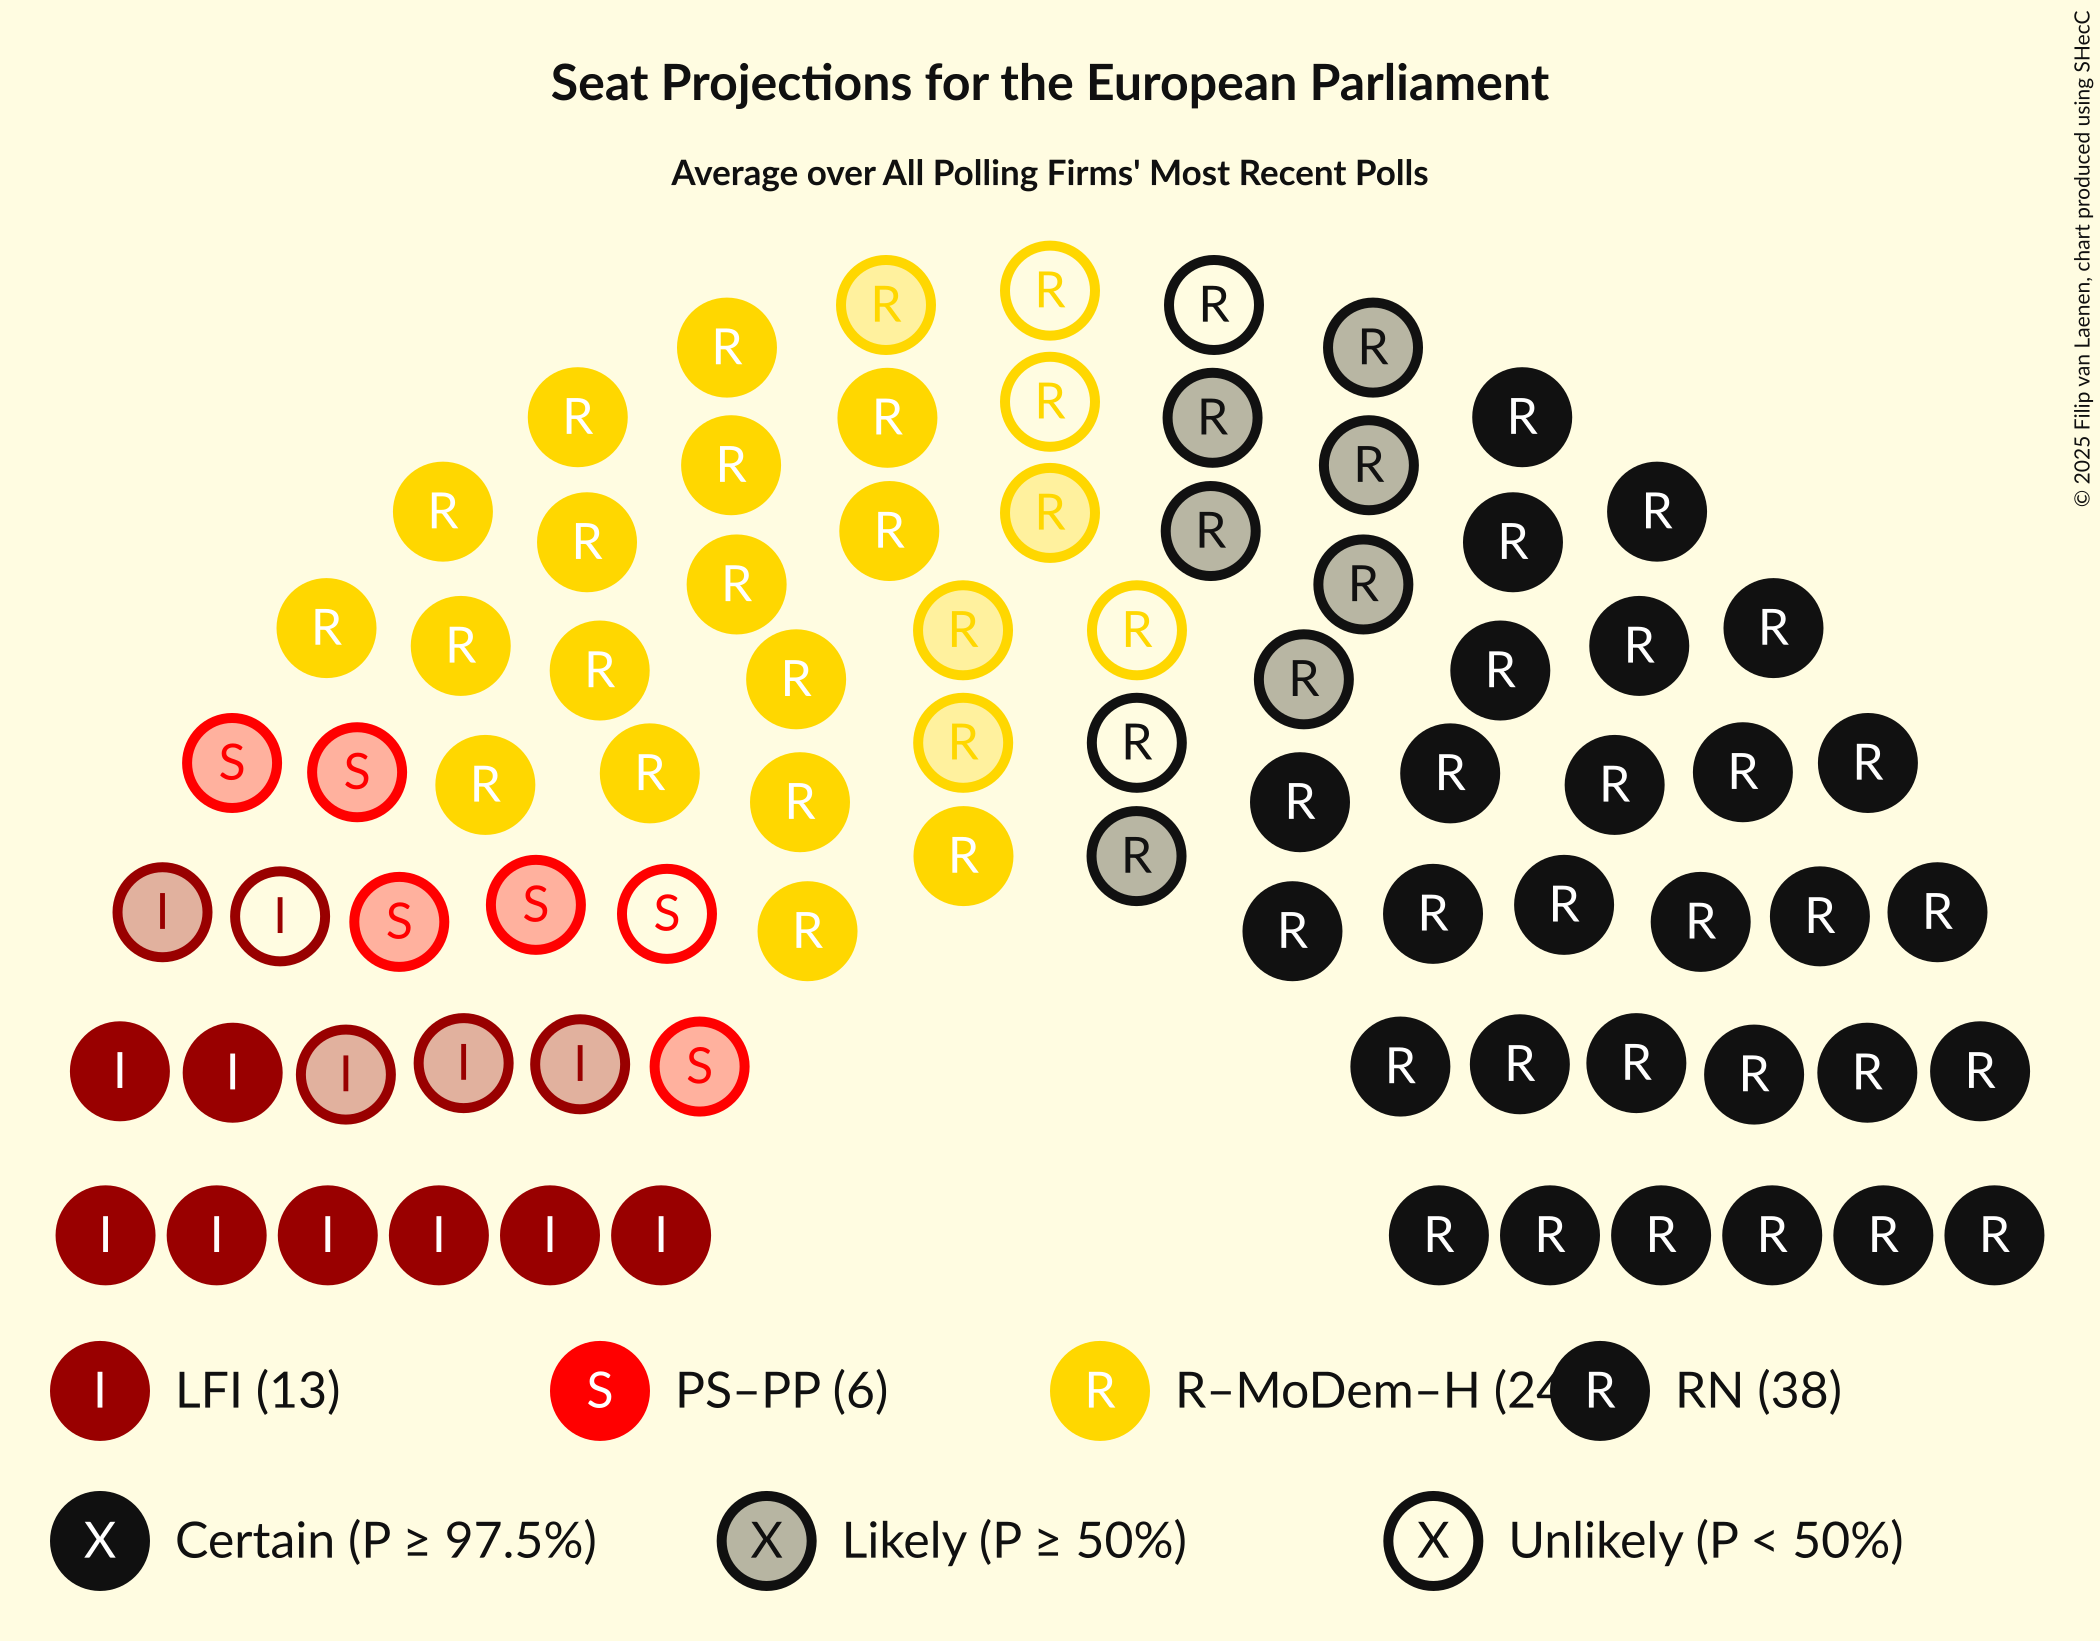 Seat Projections for the European Parliament
Average over All Polling Firms' Most Recent Polls
© 2025 Filip van Laenen, chart produced using SHecC
R R R R R
R R R R R
R R R R R
R R R R R R
R R R R R R
R R R R R R
S S R R R R R R R R R R
I I S S S R R R R R R R
I I I I I S R R R R R R
I I I I I I R R R R R R
I LFI (13) S PS–PP (6) R R–MoDem–H (24 R RN (38)
X Certain (P ≥ 97.5%) X Likely (P ≥ 50%) X Unlikely (P < 50%)